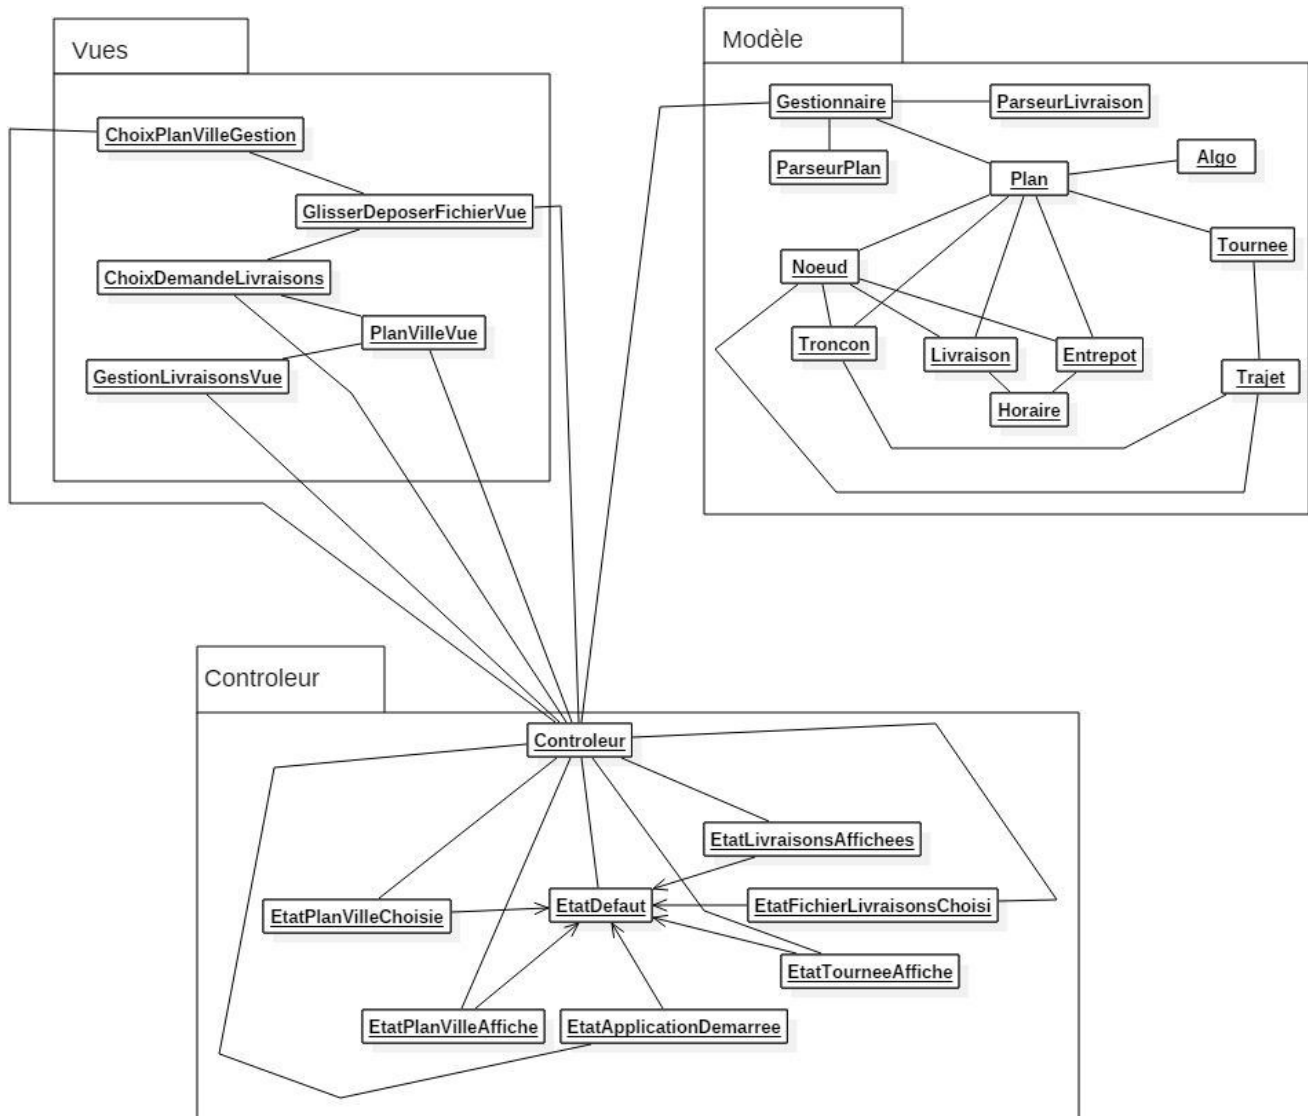 Vues
ChoixPlanVilleGestion
GlisserDeposerFichierVue
ChoixDemandeLivraisons
PlanVilleVue
GestionLivraisonsVue
Modèle
Gestionnaire
ParseurLivraison
ParseurPlan
Algo
Plan
Tournee
Noeud
Troncon
Livraison
Entrepot
Trajet
Horaire
Controleur
Controleur
EtatLivraisonsAffichees
EtatPlanVilleChoisie
EtatDefaut
EtatFichierLivraisonsChoisi
EtatTourneeAffiche
EtatPlanVilleAffiche
EtatApplicationDemarree